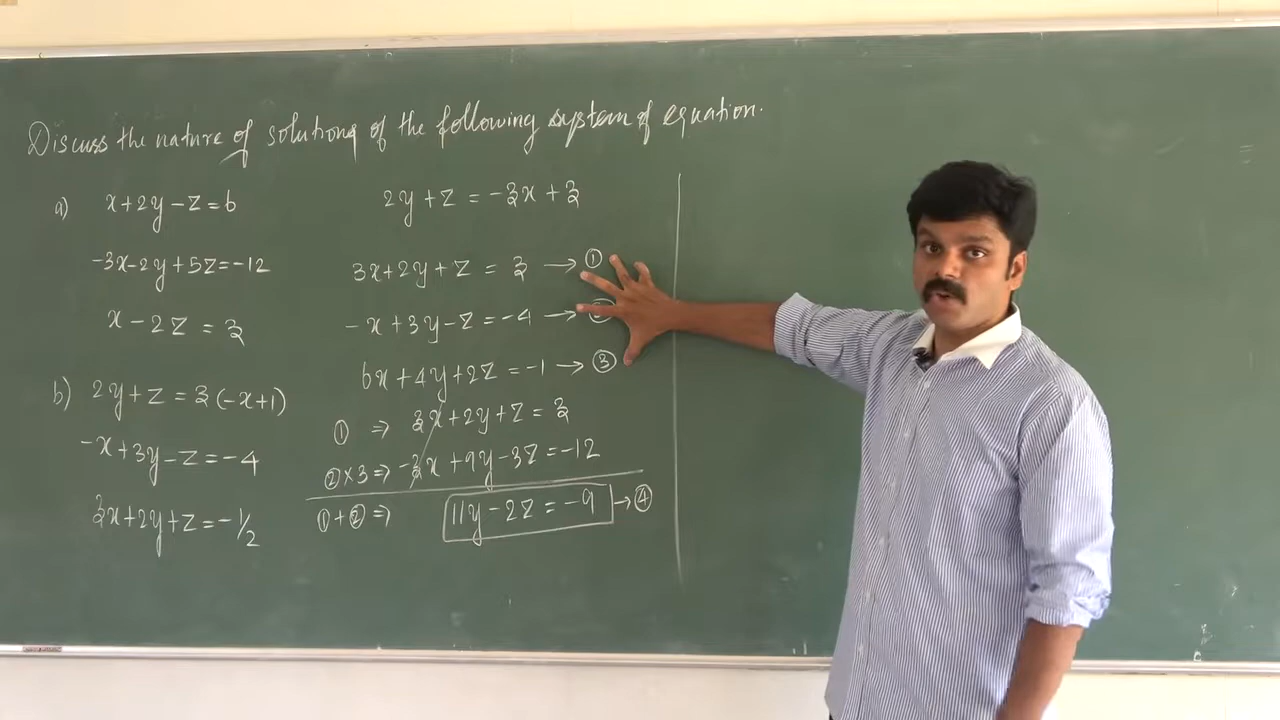 Discuss the nature of solutions of the following system of equation.
a) x+2y-z=6
-3x-2y+5z=-12
x-2z=3
b) 2y+z=3(-x+1)
-x+3y-z=-4
3x+2y+z=-1/2
2y+z=-3x+3
3x+2y+z=3 → ①
-x+3y-z=-4 →
6x+4y+2z=-1 → ③
① ⇒ 3x+2y+z=3
②×3 ⇒ -3x+9y-3z=-12
①+② ⇒ 11y-2z=-9 → ④